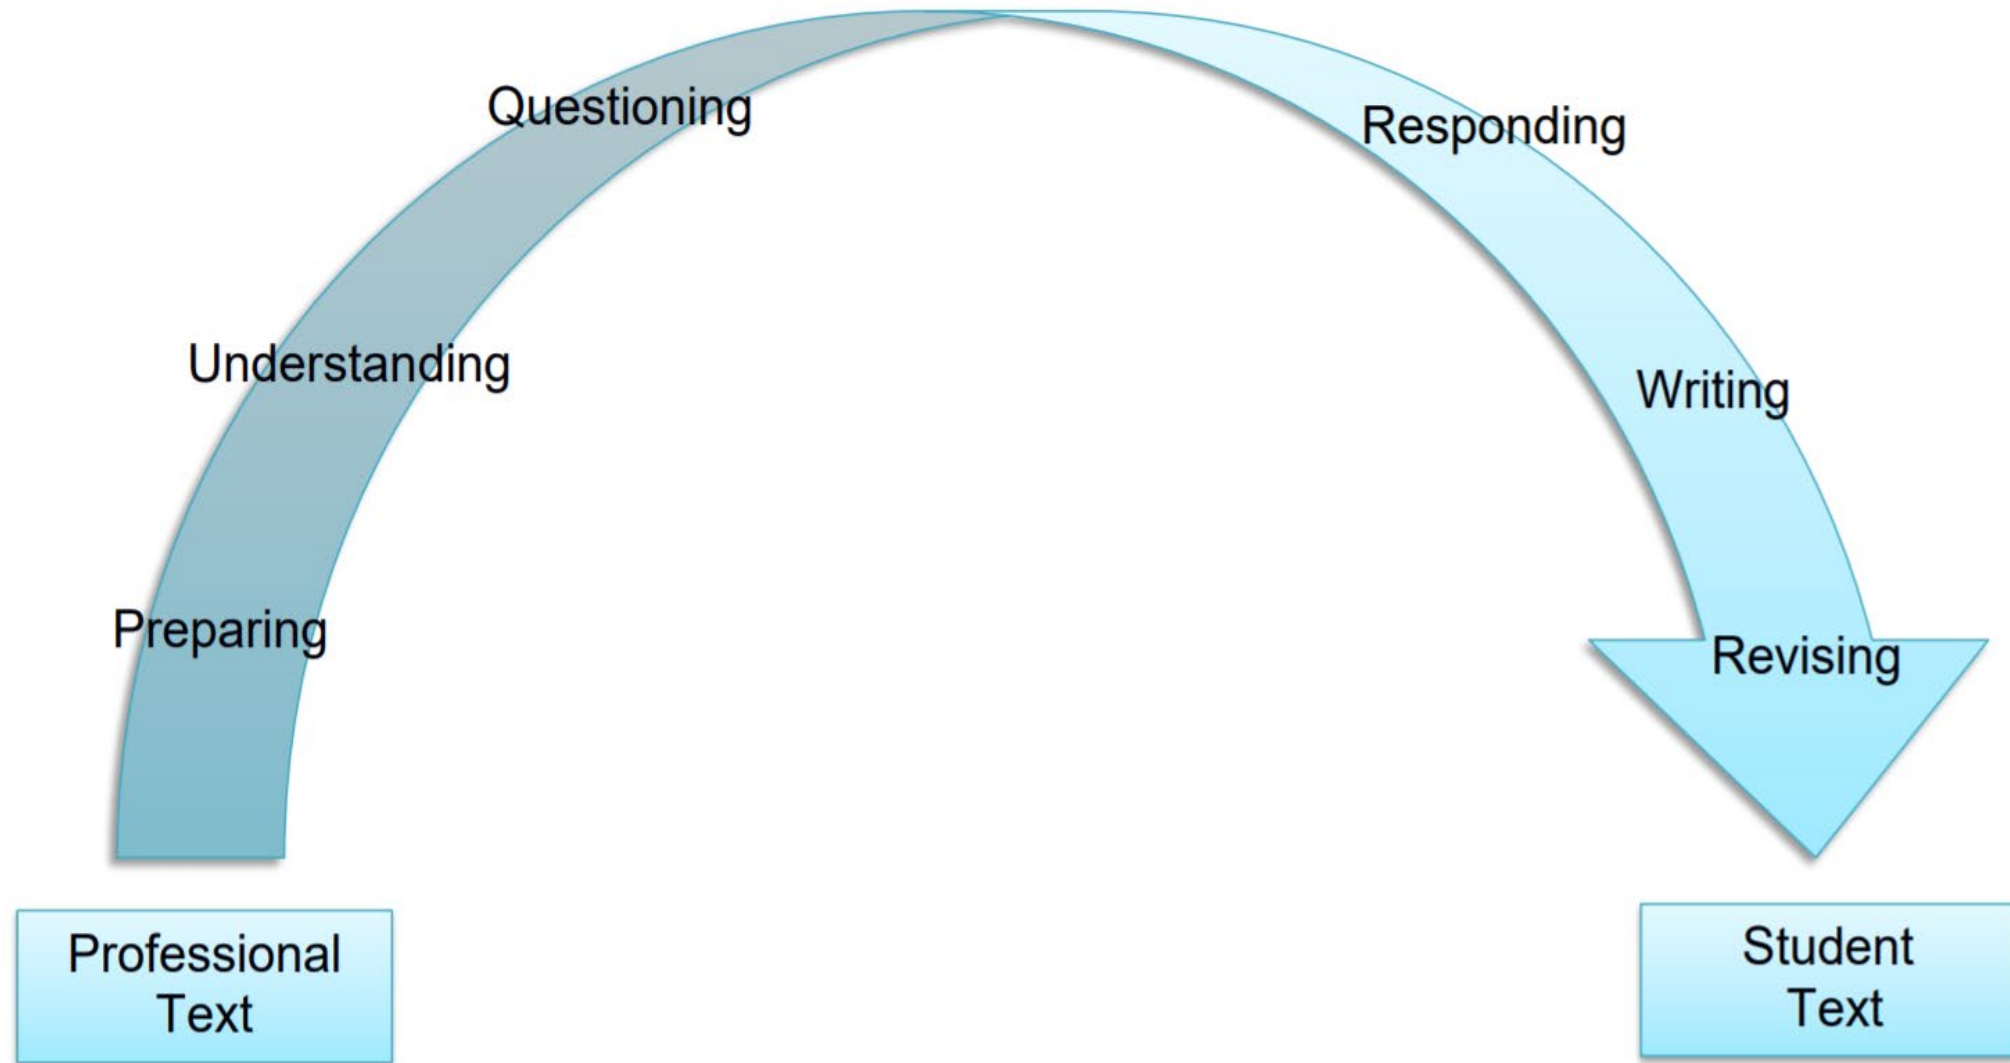 Questioning
Responding
Understanding
Writing
Preparing
Revising
Professional
Text
Student
Text